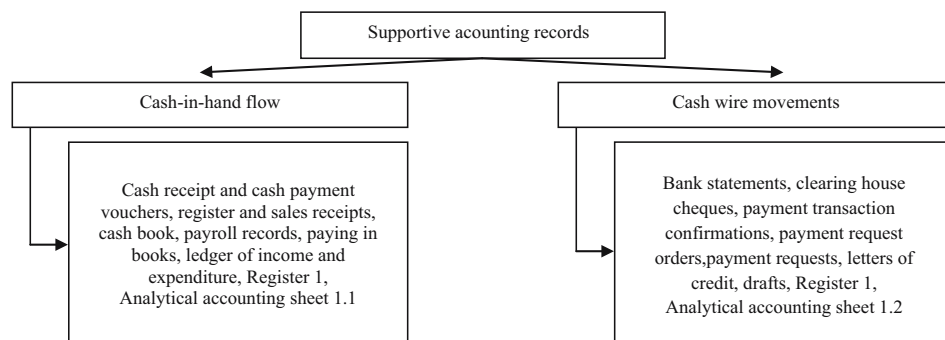 Supportive acounting records
Cash-in-hand flow
Cash wire movements
Cash receipt and cash payment
vouchers, register and sales receipts,
cash book, payroll records, paying in
books, ledger of income and
expenditure, Register 1,
Analytical accounting sheet 1.1
Bank statements, clearing house
cheques, payment transaction
confirmations, payment request
orders,payment requests, letters of
credit, drafts, Register 1,
Analytical accounting sheet 1.2